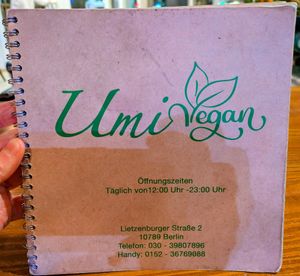 Umi Vegan
Öffnungszeiten
Täglich von12:00 Uhr -23:00 Uhr
Lietzenburger Straße 2
10789 Berlin
Telefon: 030 - 39807896
Handy: 0152 - 36769088